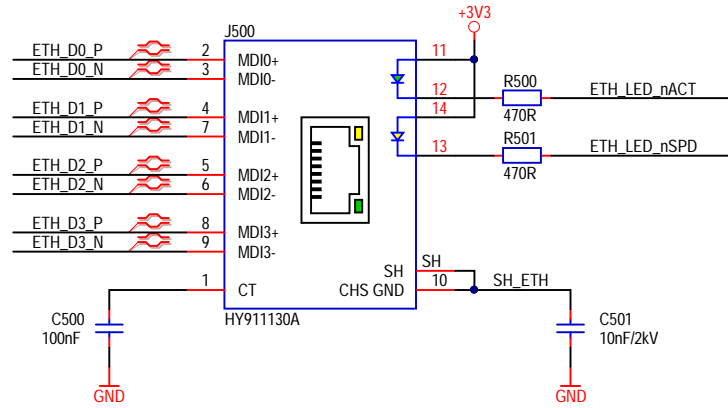 +3V3
J500
ETH_D0_P 2 MDI0+ 11
ETH_D0_N 3 MDI0- R500
12 470R ETH_LED_nACT
ETH_D1_P 4 MDI1+ 14
ETH_D1_N 7 MDI1- R501
13 470R ETH_LED_nSPD
ETH_D2_P 5 MDI2+
ETH_D2_N 6 MDI2-
ETH_D3_P 8 MDI3+
ETH_D3_N 9 MDI3-
SH SH
1 CT CHS GND 10 SH_ETH
HY911130A
C500
100nF
C501
10nF/2kV
GND
GND